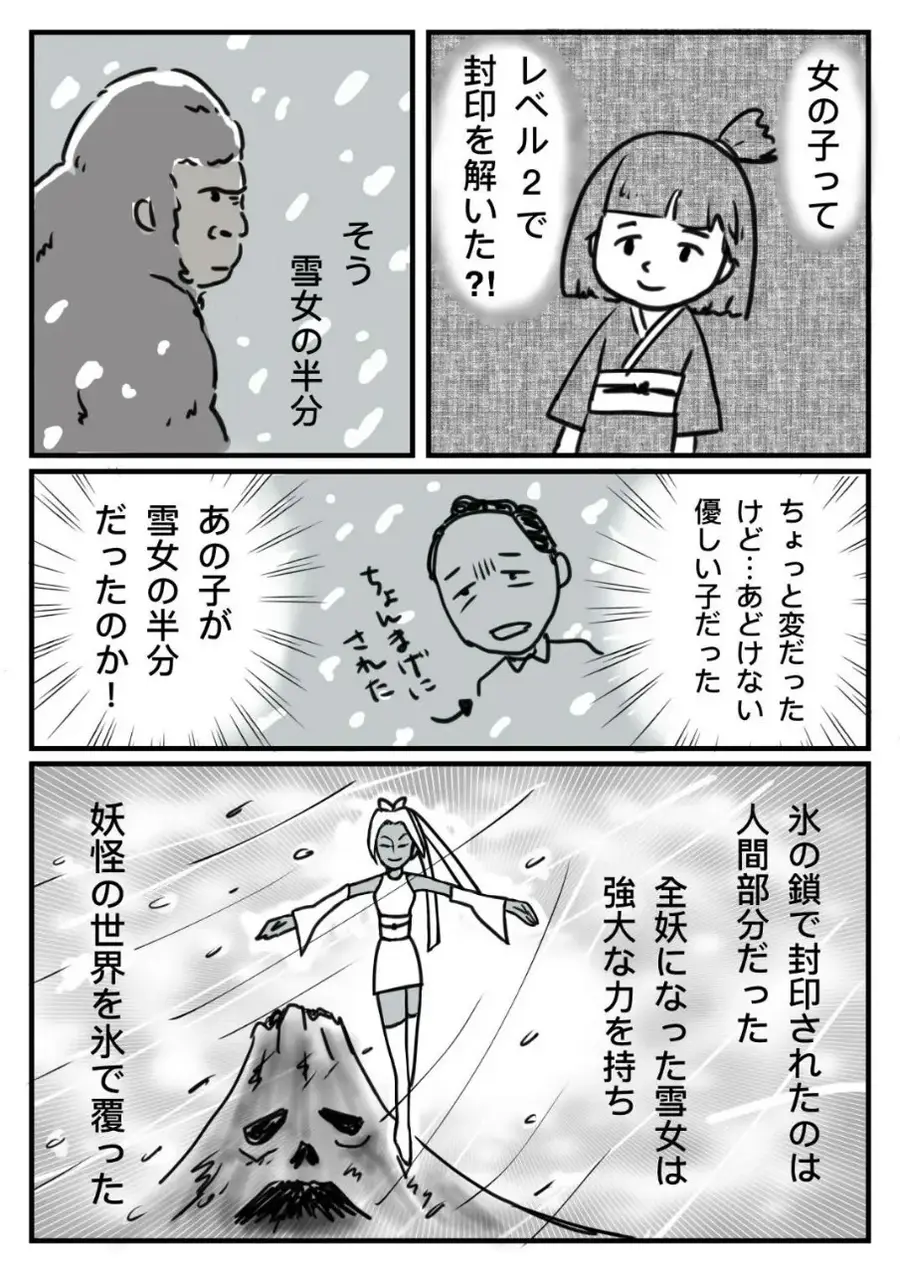 女の子って
レベル2で
封印を解いた?!
そう
雪女の半分
ちょっと変だった
けど…あどけない
優しい子だった
ちょんまげに
された
あの子が
雪女の半分
だったのか!
氷の鎖で封印されたのは
人間部分だった
全妖になった雪女は
強大な力を持ち
妖怪の世界を氷で覆った